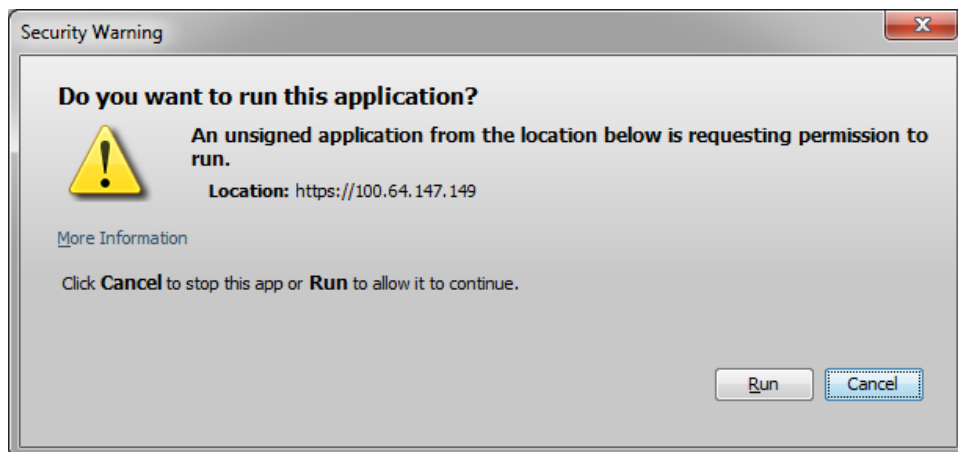 Security Warning
Do you want to run this application?
An unsigned application from the location below is requesting permission to
run.
Location: https://100.64.147.149
More Information
Click Cancel to stop this app or Run to allow it to continue.
Run Cancel